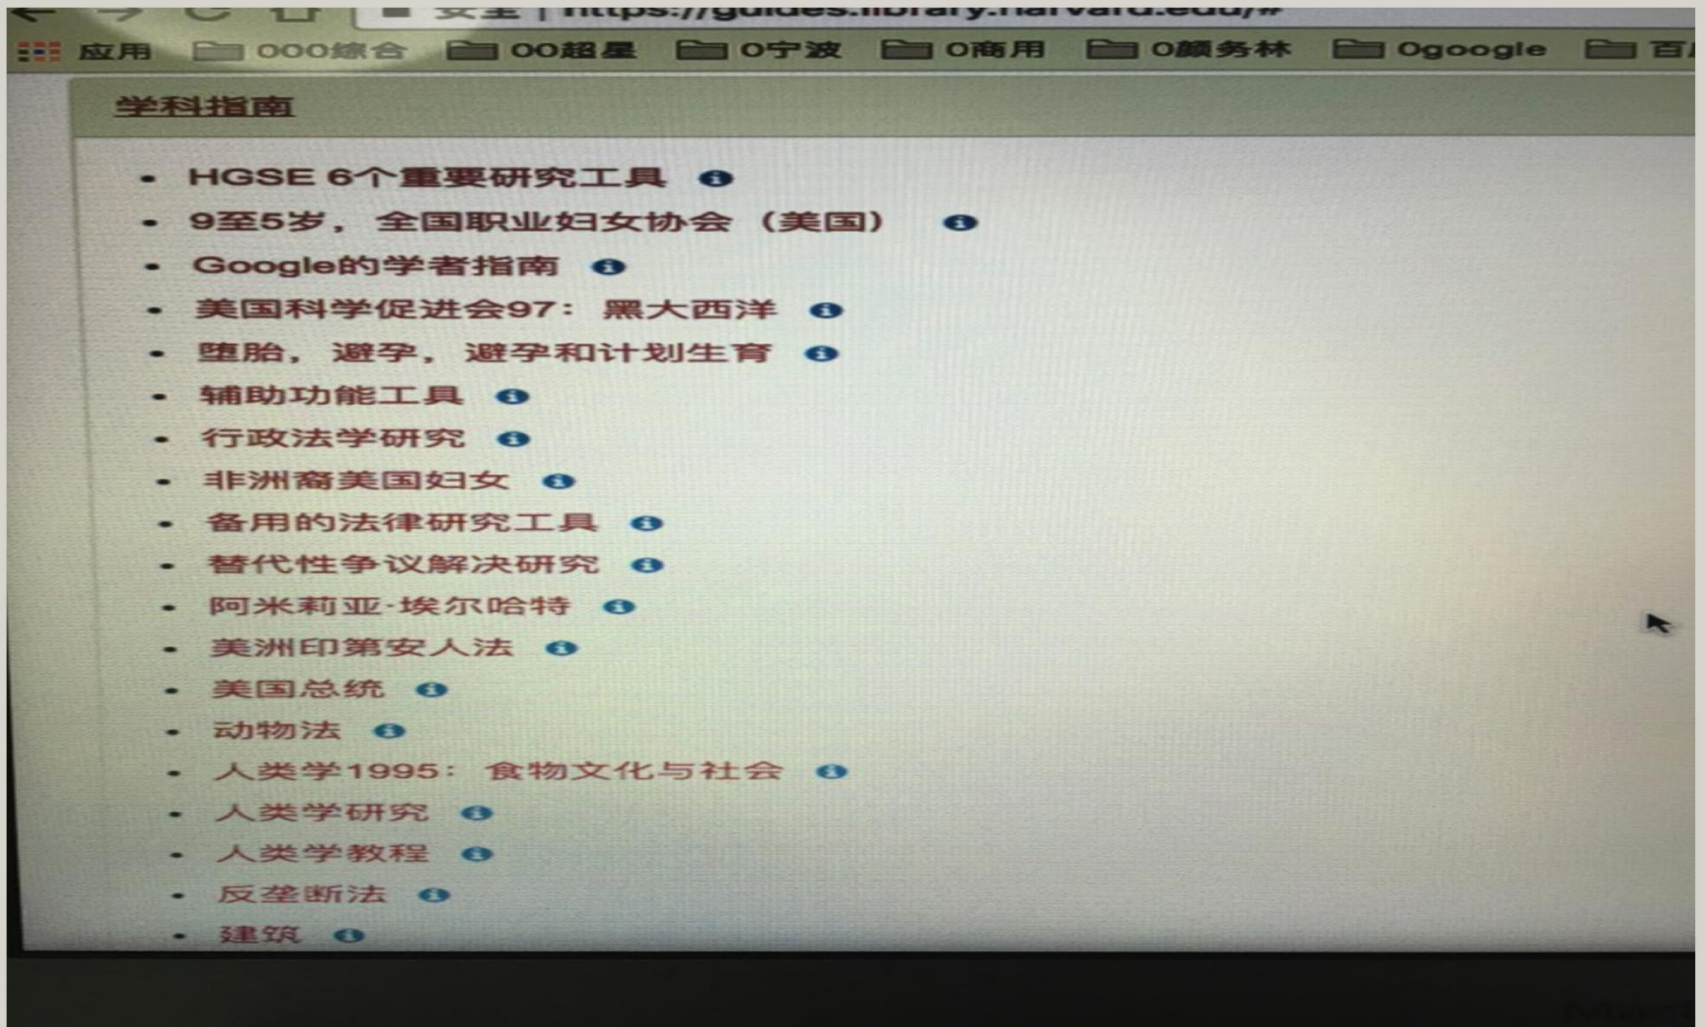 安全 | https://guides.library.harvard.edu/#
应用 000综合 00超星 0宁波 0商用 0颜务林 0google
学科指南
• HGSE 6个重要研究工具
• 9至5岁，全国职业妇女协会（美国）
• Google的学者指南
• 美国科学促进会97：黑大西洋
• 堕胎，避孕，避孕和计划生育
• 辅助功能工具
• 行政法学研究
• 非洲裔美国妇女
• 备用的法律研究工具
• 替代性争议解决研究
• 阿米莉亚·埃尔哈特
• 美洲印第安人法
• 美国总统
• 动物法
• 人类学1995：食物文化与社会
• 人类学研究
• 人类学教程
• 反垄断法
• 建筑